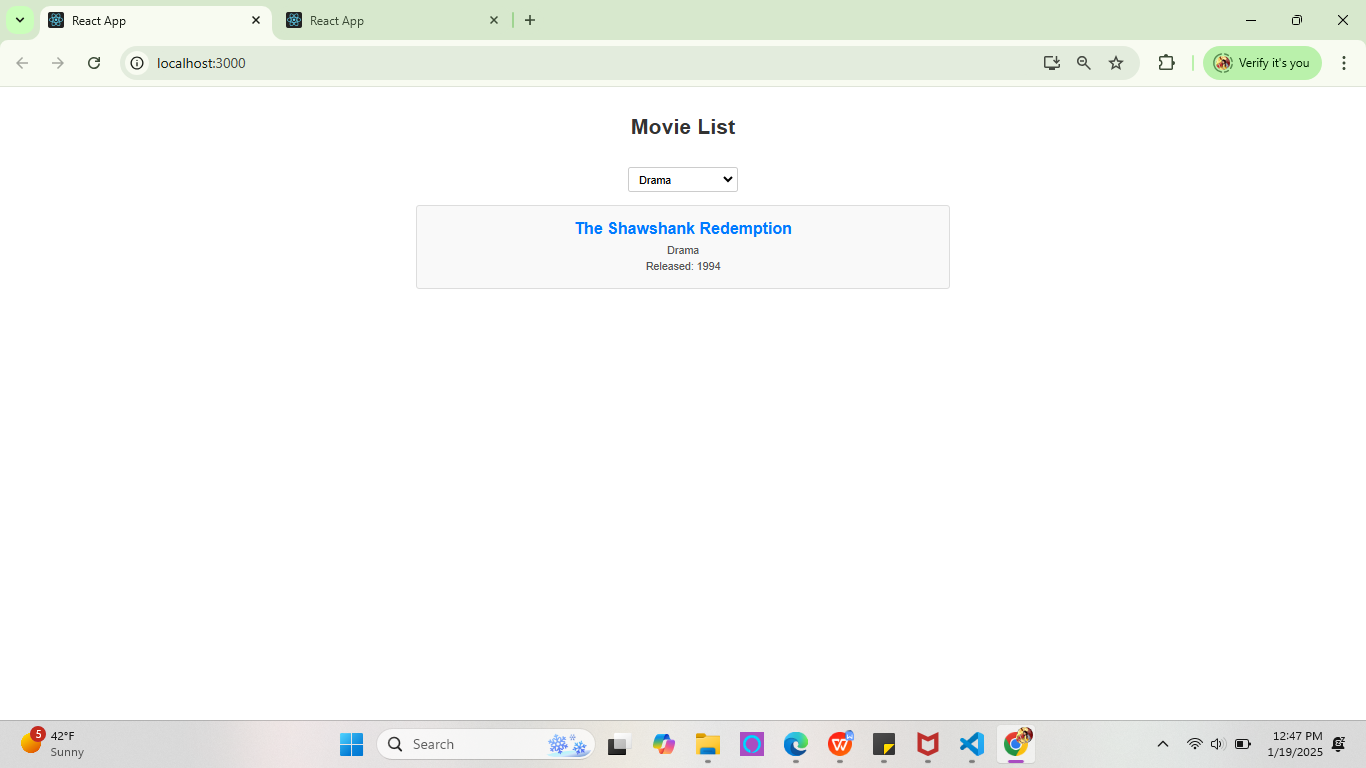 React App
React App
localhost:3000
Verify it's you
Movie List
Drama
The Shawshank Redemption
Drama
Released: 1994
5
42°F
Sunny
Search
12:47 PM
1/19/2025